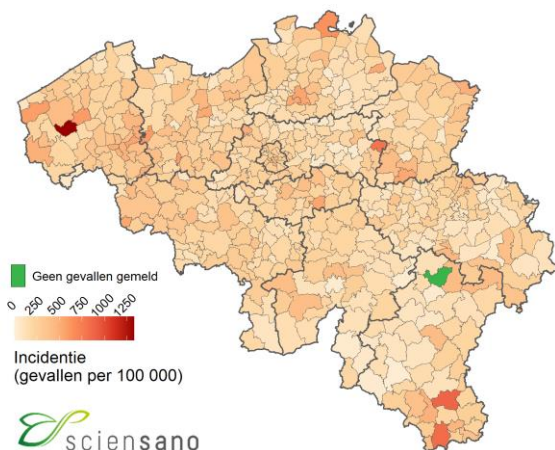 Geen gevallen gemeld
0 250 500 750 1000 1250
Incidentie
(gevallen per 100 000)
sciensano